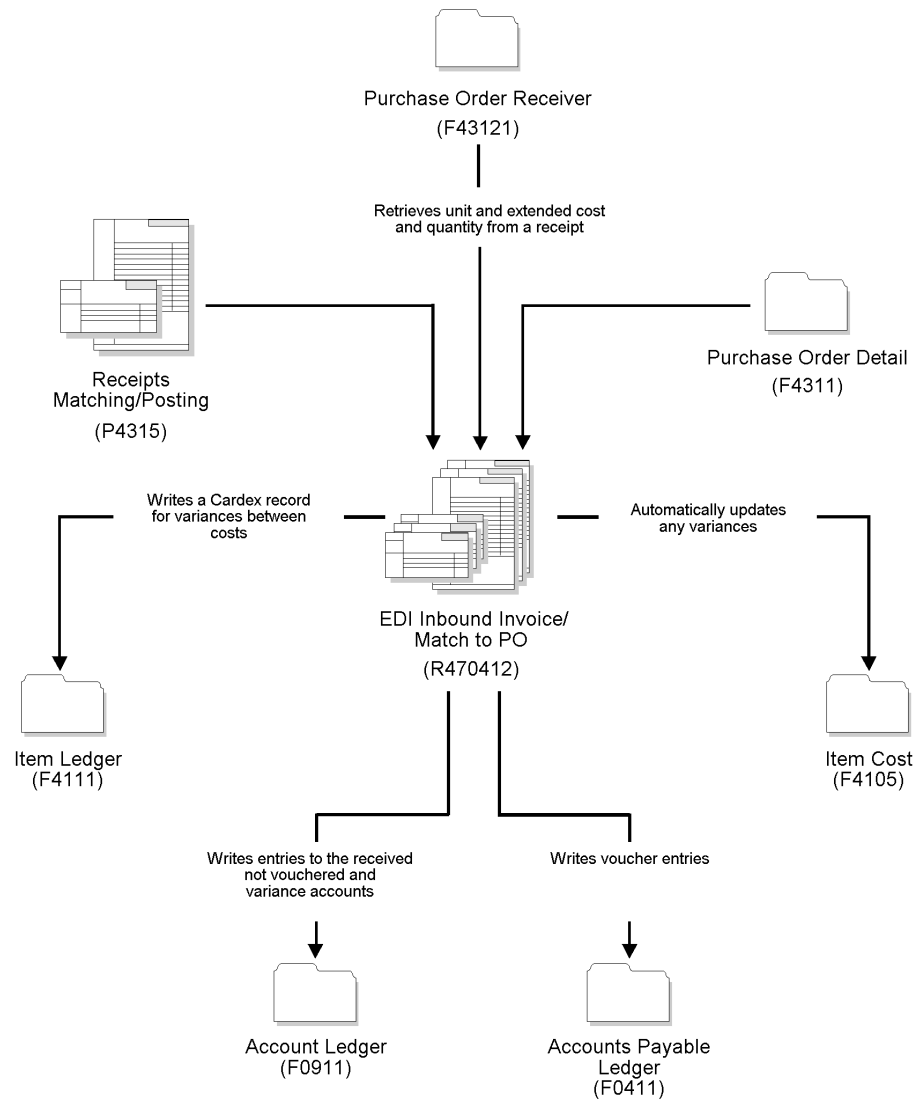 Purchase Order Receiver
(F43121)
Retrieves unit and extended cost
and quantity from a receipt
Receipts
Matching/Posting
(P4315)
Purchase Order Detail
(F4311)
Writes a Cardex record
for variances between
costs
Automatically updates
any variances
EDI Inbound Invoice/
Match to PO
(R470412)
Item Ledger
(F4111)
Item Cost
(F4105)
Writes entries to the received
not vouchered and
variance accounts
Writes voucher entries
Account Ledger
(F0911)
Accounts Payable
Ledger
(F0411)